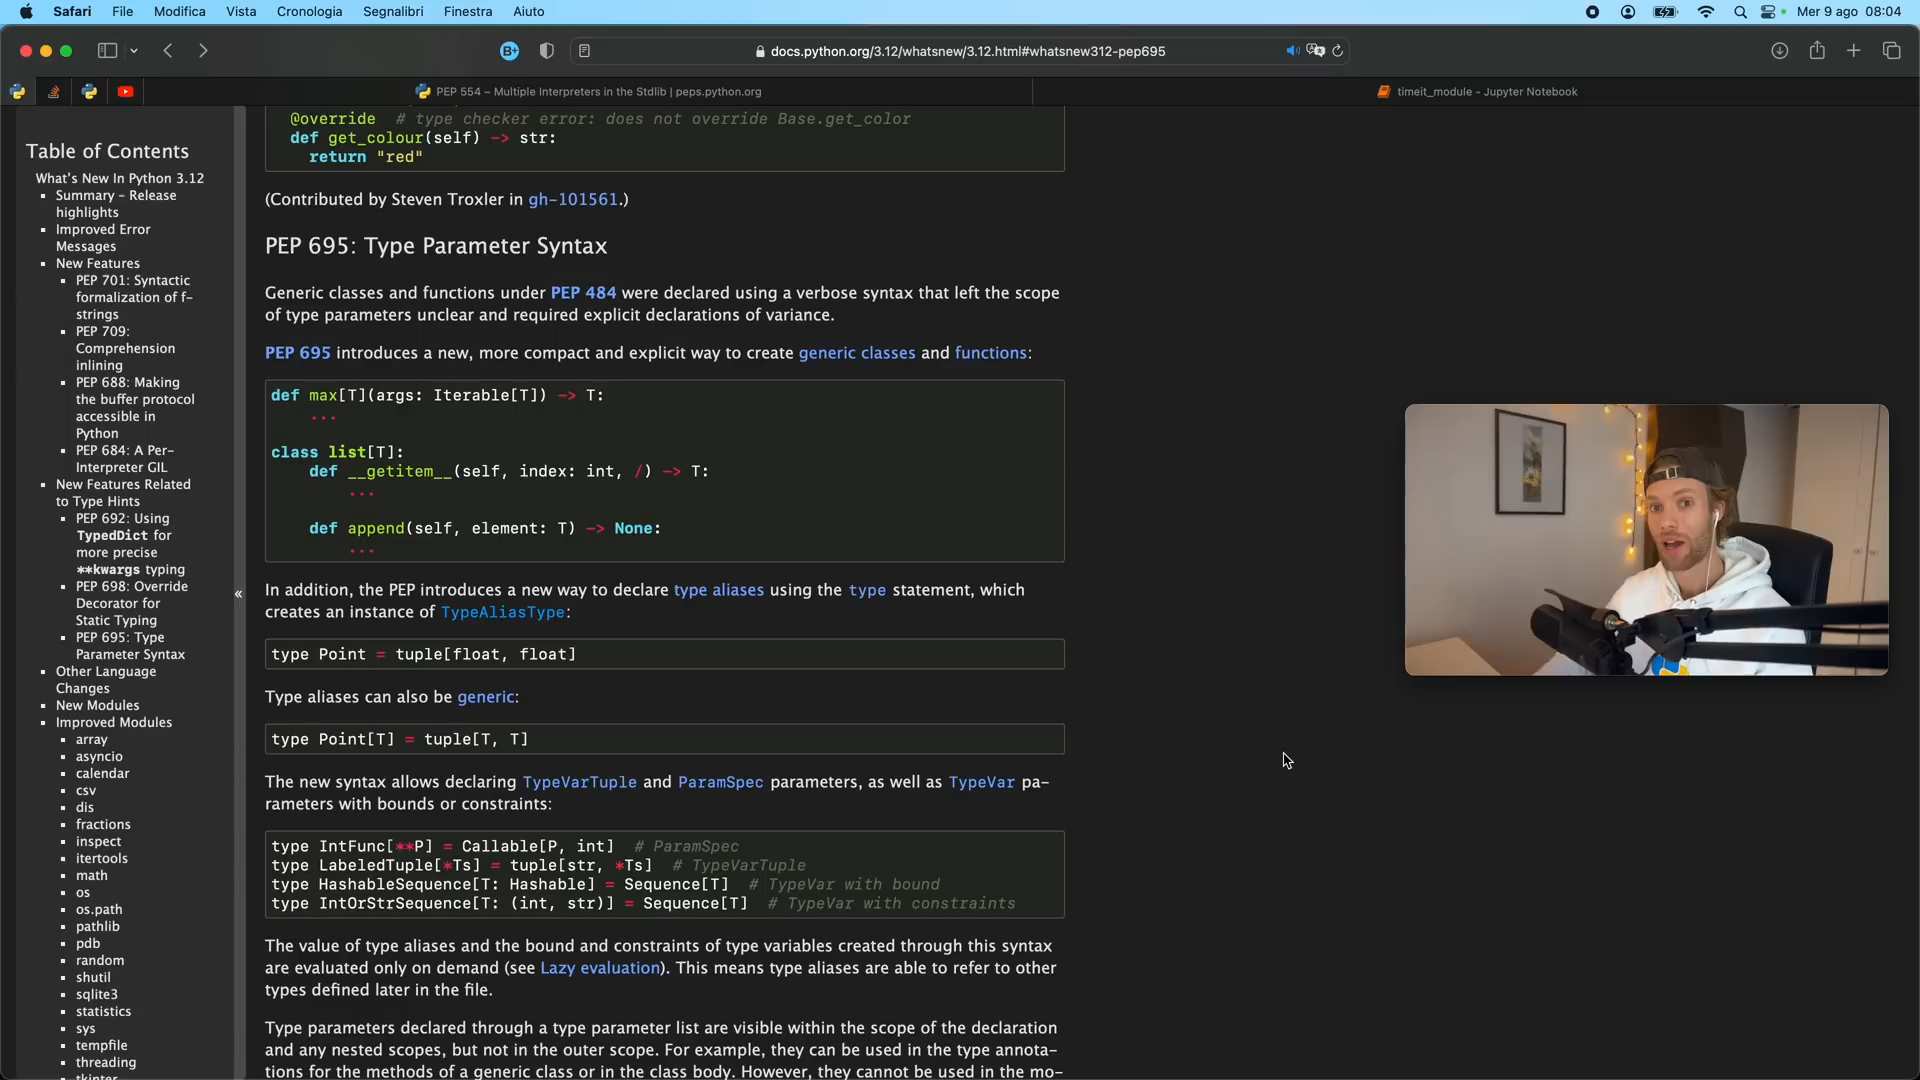 Safari File Modifica Vista Cronologia Segnalibri Finestra Aiuto Mer 9 ago 08:04
docs.python.org/3.12/whatsnew/3.12.html#whatsnew312-pep695
PEP 554 – Multiple Interpreters in the Stdlib | peps.python.org
timeit_module - Jupyter Notebook
Table of Contents
What's New In Python 3.12
Summary – Release
highlights
Improved Error
Messages
New Features
PEP 701: Syntactic
formalization of f-
strings
PEP 709:
Comprehension
inlining
PEP 688: Making
the buffer protocol
accessible in
Python
PEP 684: A Per-
Interpreter GIL
New Features Related
to Type Hints
PEP 692: Using
TypedDict for
more precise
**kwargs typing
PEP 698: Override
Decorator for
Static Typing
PEP 695: Type
Parameter Syntax
Other Language
Changes
New Modules
Improved Modules
array
asyncio
calendar
csv
dis
fractions
inspect
itertools
math
os
os.path
pathlib
pdb
random
shutil
sqlite3
statistics
sys
tempfile
threading
tkinter
«
@override # type checker error: does not override Base.get_color
def get_colour(self) -> str:
return "red"
(Contributed by Steven Troxler in gh-101561.)
PEP 695: Type Parameter Syntax
Generic classes and functions under PEP 484 were declared using a verbose syntax that left the scope
of type parameters unclear and required explicit declarations of variance.
PEP 695 introduces a new, more compact and explicit way to create generic classes and functions:
def max[T](args: Iterable[T]) -> T:
...
class list[T]:
def __getitem__(self, index: int, /) -> T:
...
def append(self, element: T) -> None:
...
In addition, the PEP introduces a new way to declare type aliases using the type statement, which
creates an instance of TypeAliasType:
type Point = tuple[float, float]
Type aliases can also be generic:
type Point[T] = tuple[T, T]
The new syntax allows declaring TypeVarTuple and ParamSpec parameters, as well as TypeVar pa-
rameters with bounds or constraints:
type IntFunc[**P] = Callable[P, int] # ParamSpec
type LabeledTuple[*Ts] = tuple[str, *Ts] # TypeVarTuple
type HashableSequence[T: Hashable] = Sequence[T] # TypeVar with bound
type IntOrStrSequence[T: (int, str)] = Sequence[T] # TypeVar with constraints
The value of type aliases and the bound and constraints of type variables created through this syntax
are evaluated only on demand (see Lazy evaluation). This means type aliases are able to refer to other
types defined later in the file.
Type parameters declared through a type parameter list are visible within the scope of the declaration
and any nested scopes, but not in the outer scope. For example, they can be used in the type annota-
tions for the methods of a generic class or in the class body. However, they cannot be used in the mo-